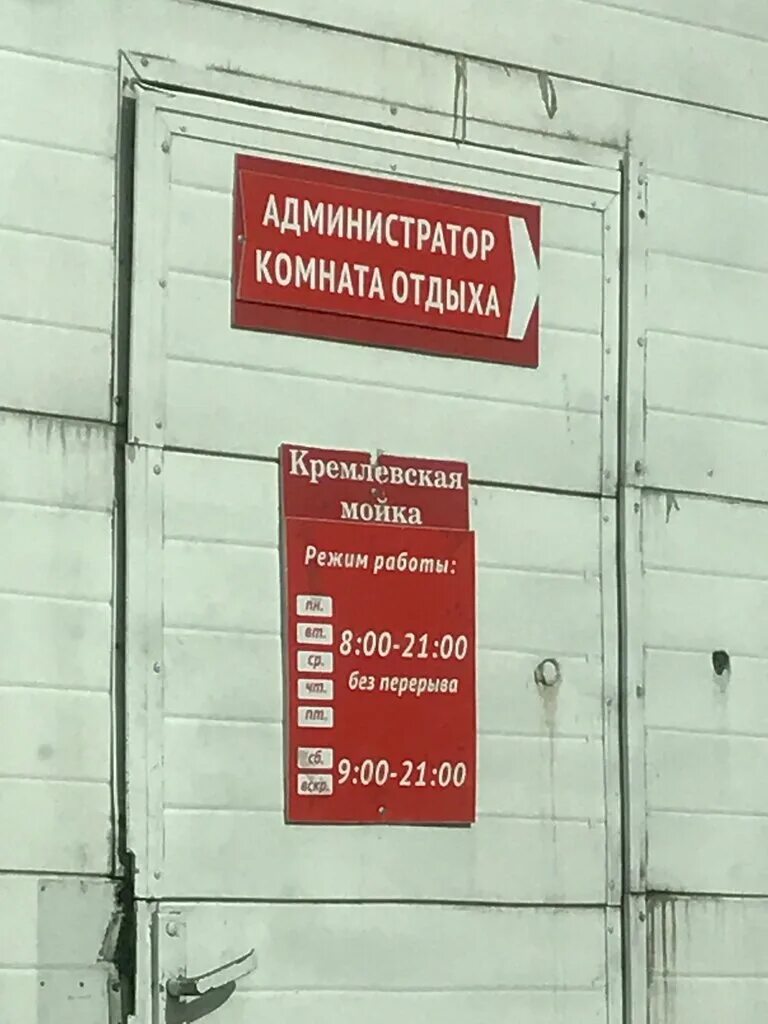 АДМИНИСТРАТОР
КОМНАТА ОТДЫХА
Кремлевская
мойка
Режим работы:
пн.
вт.
ср.
чт.
пт.
8:00-21:00
без перерыва
сб.
вскр.
9:00-21:00